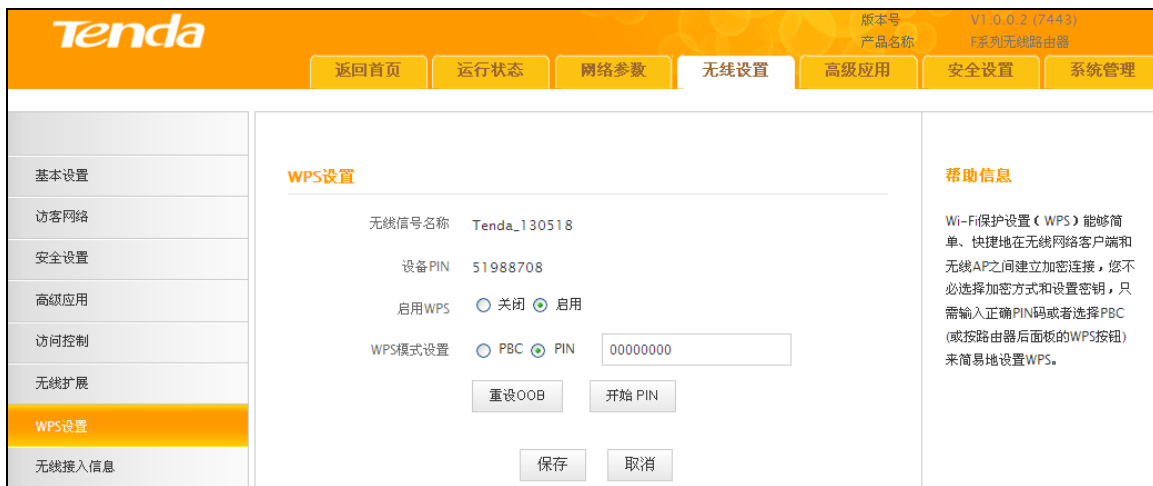 Tenda
版本号 V1.0.0.2 (7443)
产品名称 F系列无线路由器
返回首页 运行状态 网络参数 无线设置 高级应用 安全设置 系统管理
基本设置
访客网络
安全设置
高级应用
访问控制
无线扩展
WPS设置
无线接入信息
WPS设置
无线信号名称 Tenda_130518
设备PIN 51988708
启用WPS 关闭 启用
WPS模式设置 PBC PIN 00000000
重设OOB 开始 PIN
保存 取消
帮助信息
Wi-Fi保护设置(WPS)能够简
单、快捷地在无线网络客户端和
无线AP之间建立加密连接，您不
必选择加密方式和设置密钥，只
需输入正确PIN码或者选择PBC
(或按路由器后面板的WPS按钮)
来简易地设置WPS。